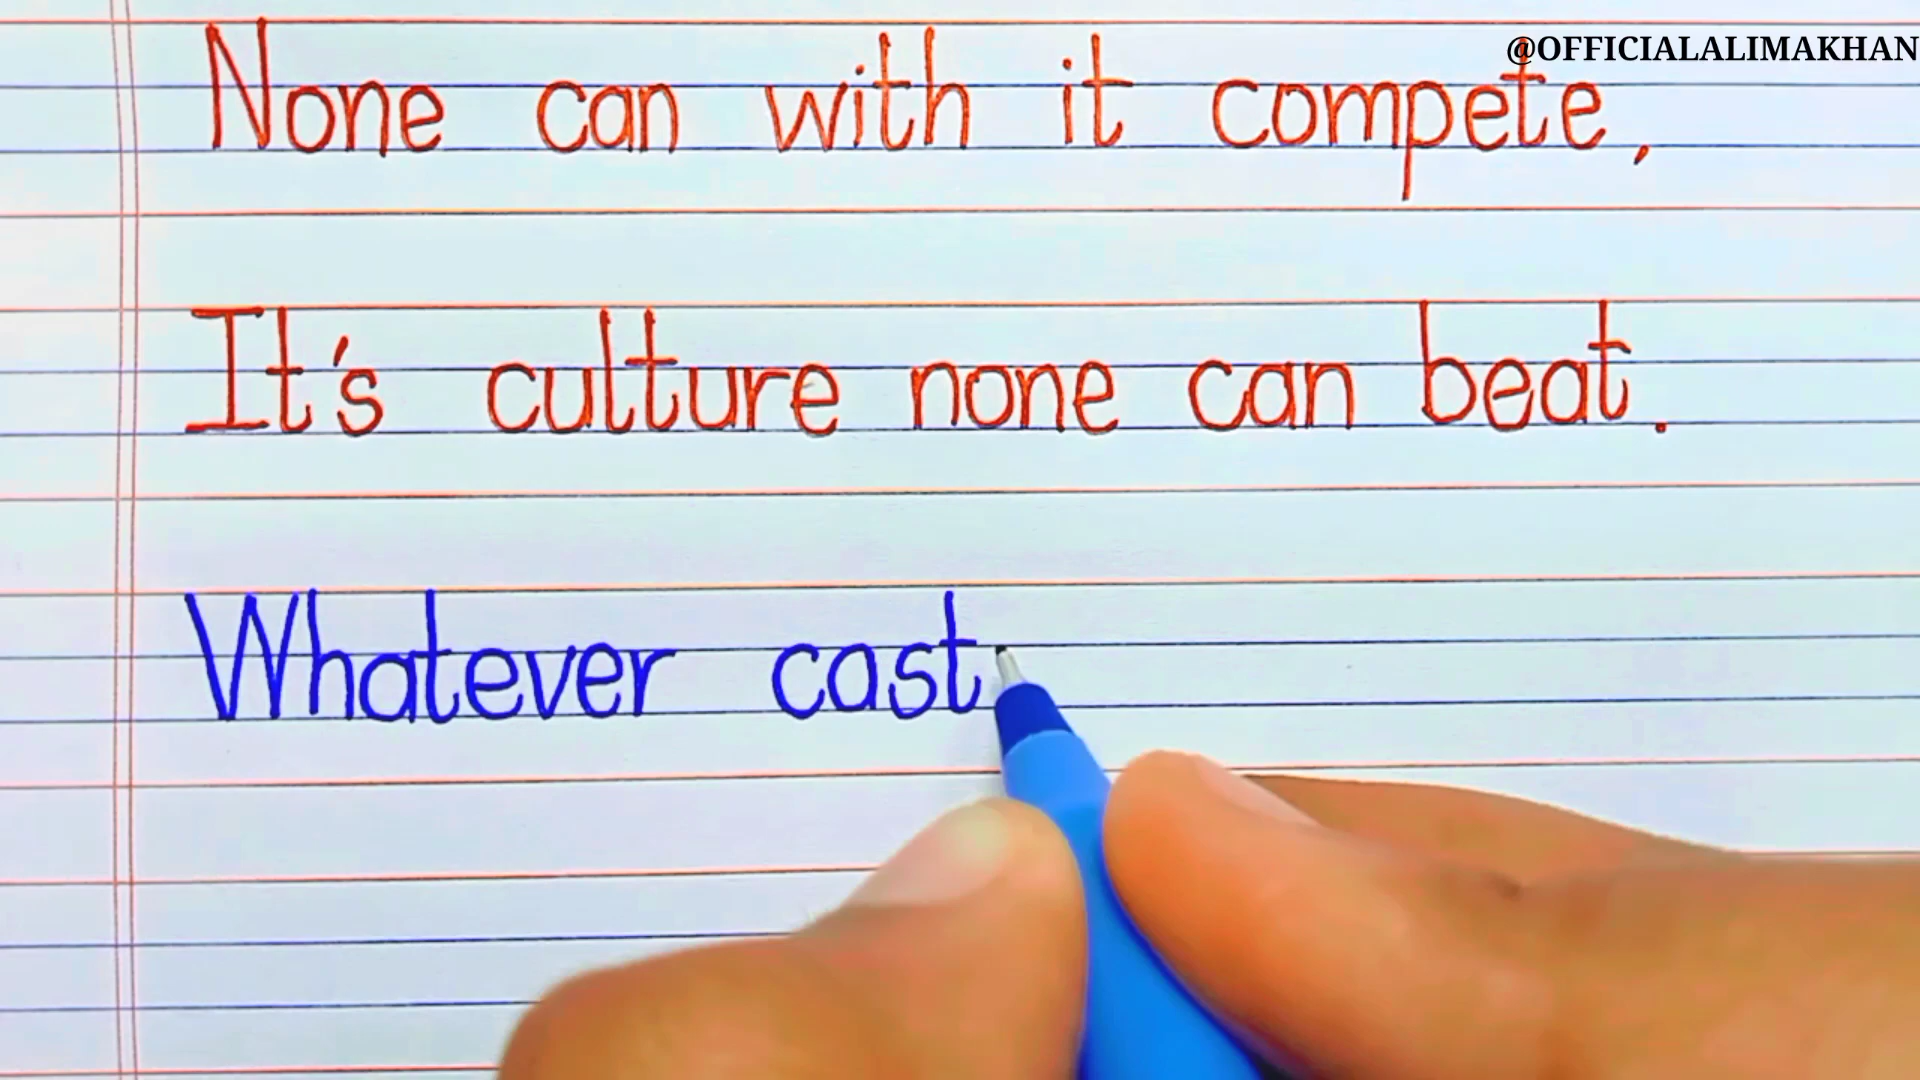 @OFFICIALALIMAKHAN
None can with it compete,
It's culture none can beat.
Whatever cast